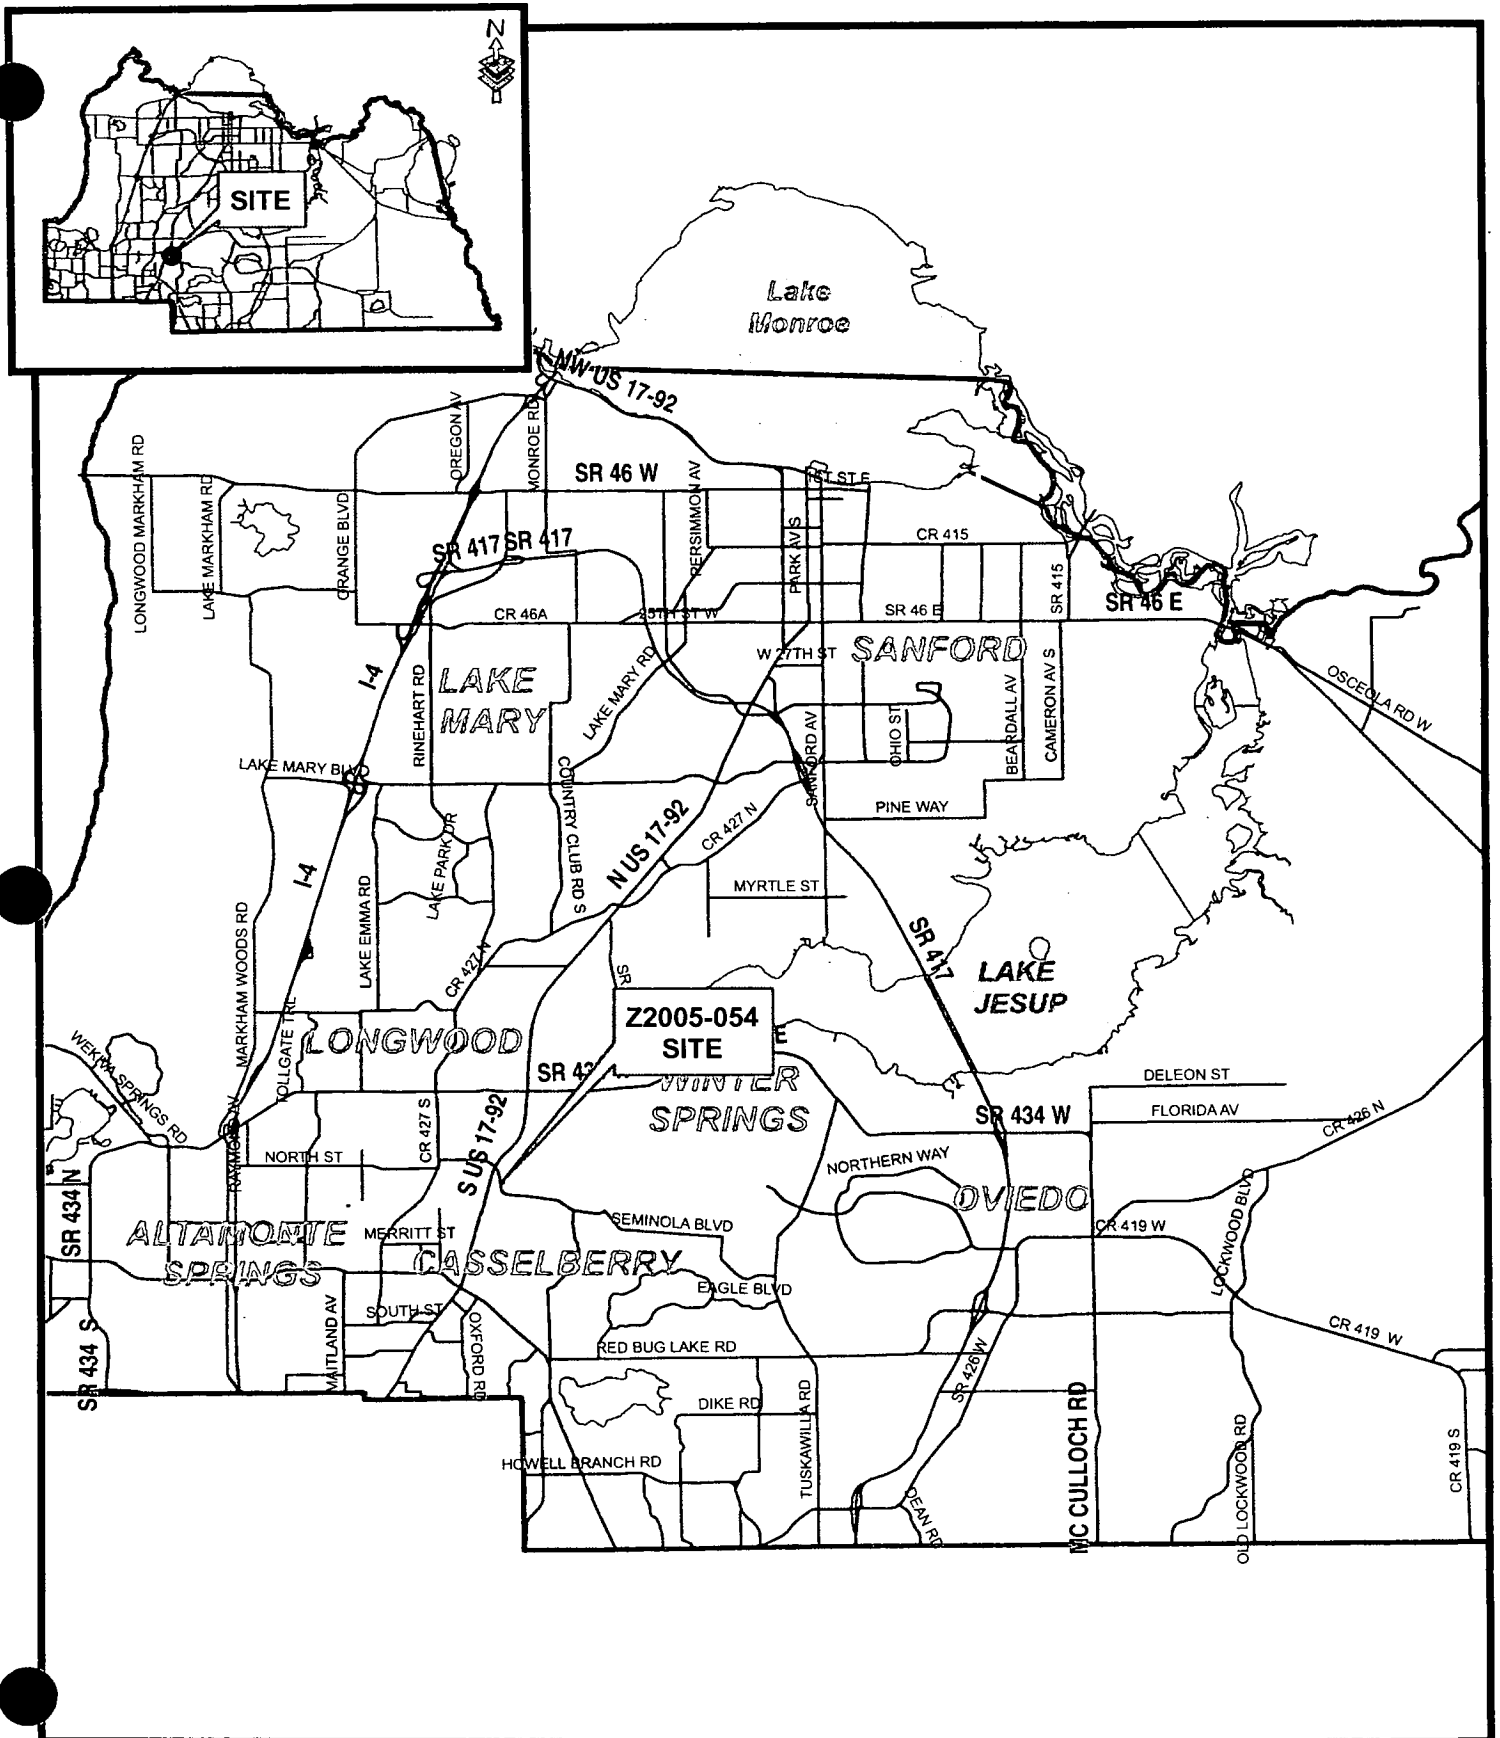 N
SITE
Lake
Monroe
NW US 17-92
OREGON AV
MONROE RD
LONGWOOD MARKHAM RD
LAKE MARKHAM RD
ORANGE BLVD
SR 46 W
PERSIMMON AV
1ST ST E
PARK AV S
CR 415
SR 417
SR 417
SR 415
SR 46 E
CR 46A
25TH ST W
SR 46 E
I-4
RINEHART RD
LAKE
MARY
LAKE MARY RD
W 27TH ST
SANFORD
SANFORD AV
OHIO ST
BEARDALL AV
CAMERON AV S
OSCEOLA RD W
LAKE MARY BLVD
COUNTRY CLUB RD S
N US 17-92
CR 427 N
PINE WAY
I-4
LAKE PARK DR
LAKE EMMA RD
MYRTLE ST
MARKHAM WOODS RD
CR 427 N
SR
SR 417
LAKE
JESUP
Z2005-054
SITE
E
WEKIVA SPRINGS RD
TOLLGATE TRL
LONGWOOD
SR 43
WINTER
SPRINGS
DELEON ST
FLORIDA AV
CR 426 N
SR 434 W
RAYMOND AV
NORTH ST
CR 427 S
S US 17-92
NORTHERN WAY
OVIEDO
SR 434 N
ALTAMONTE
SPRINGS
MERRITT ST
CASSELBERRY
SEMINOLA BLVD
CR 419 W
LOCKWOOD BLVD
EAGLE BLVD
SOUTH ST
OXFORD RD
MAITLAND AV
SR 434 S
RED BUG LAKE RD
SR 426 W
CR 419 W
DIKE RD
TUSKAWILLA RD
MC CULLOCH RD
OLD LOCKWOOD RD
CR 419 S
HOWELL BRANCH RD
DEAN RD